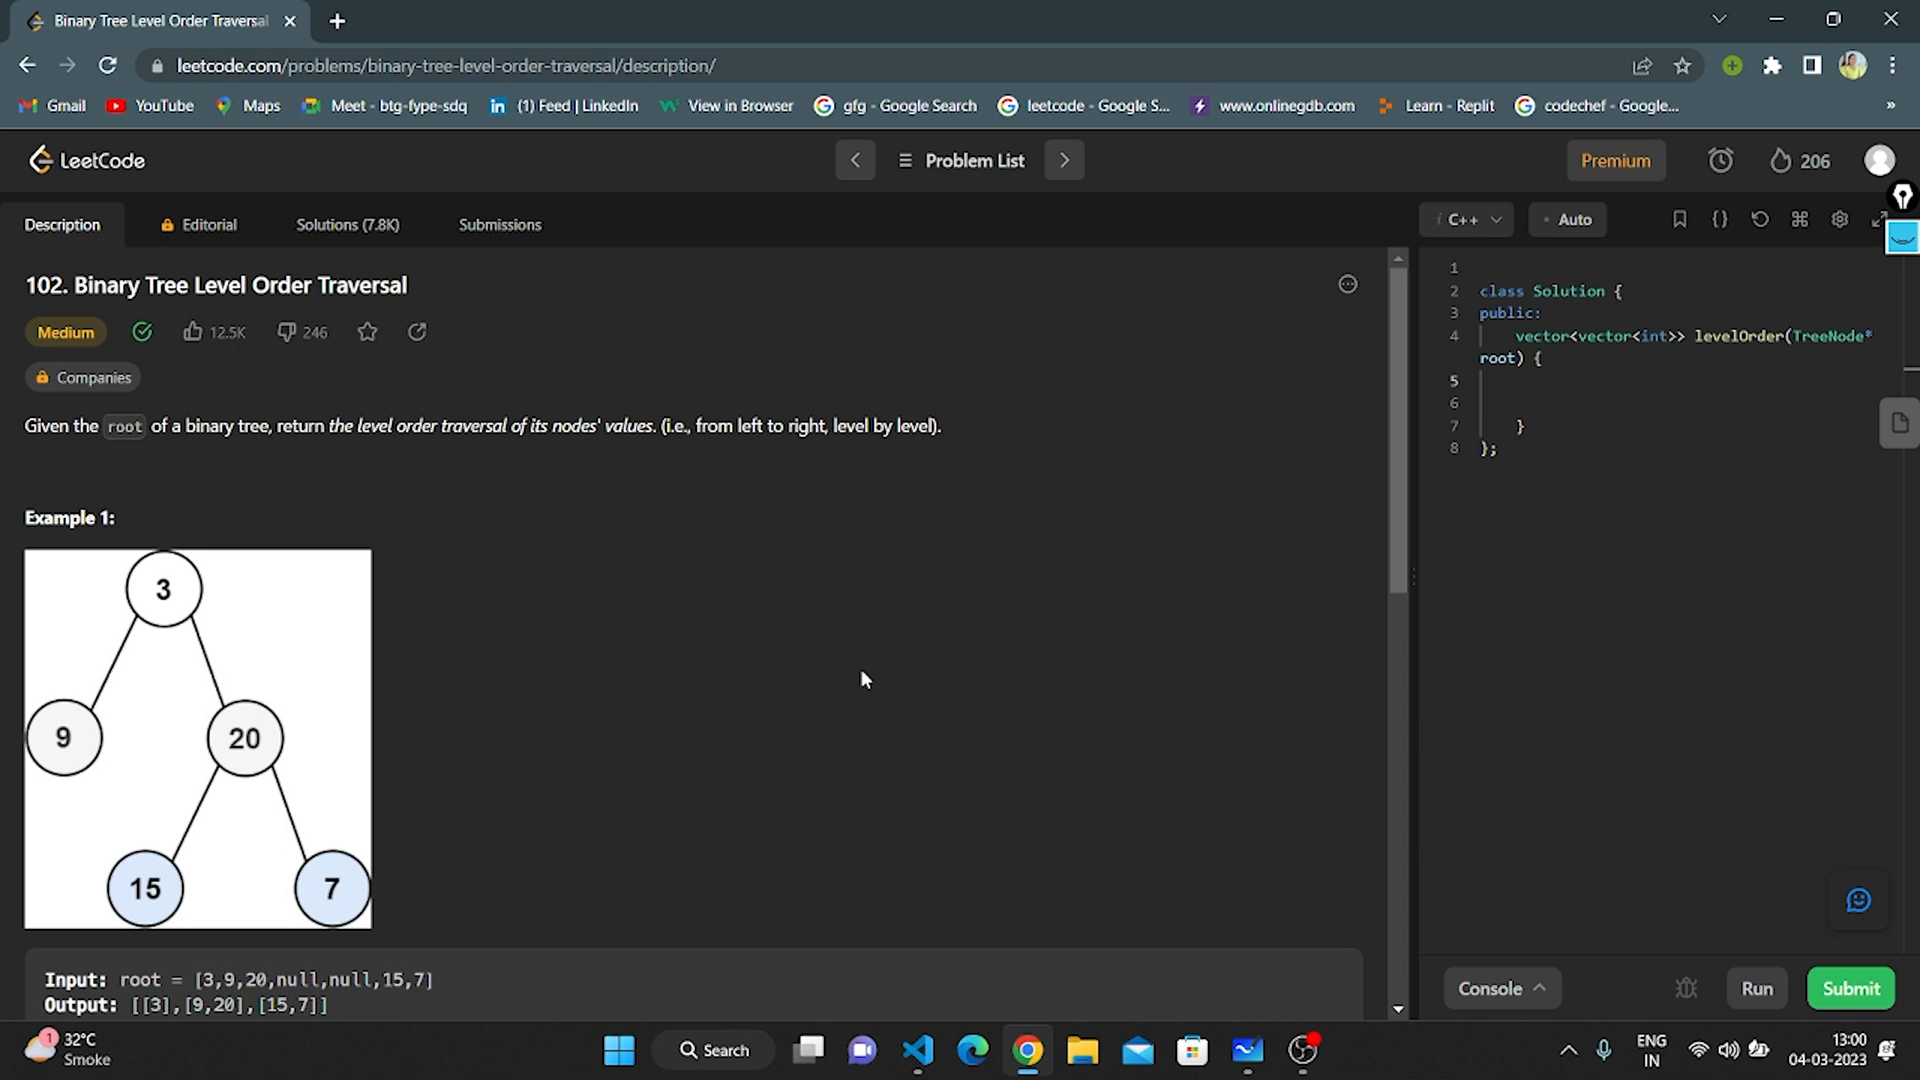 Binary Tree Level Order Traversal
leetcode.com/problems/binary-tree-level-order-traversal/description/
Gmail YouTube Maps Meet - btg-fype-sdq (1) Feed | LinkedIn View in Browser gfg - Google Search leetcode - Google S... www.onlinegdb.com Learn - Replit codechef - Google... »
LeetCode Problem List Premium 206
Description Editorial Solutions (7.8K) Submissions
i C++ • Auto {}
102. Binary Tree Level Order Traversal
Medium 12.5K 246
Companies
Given the root of a binary tree, return the level order traversal of its nodes' values. (i.e., from left to right, level by level).
Example 1:
3
9 20
15 7
Input: root = [3,9,20,null,null,15,7]
Output: [[3],[9,20],[15,7]]
1
2 class Solution {
3 public:
4 vector<vector<int>> levelOrder(TreeNode*
root) {
5
6
7 }
8 };
Console Run Submit
1 32°C
Smoke
Search
ENG
IN
13:00
04-03-2023